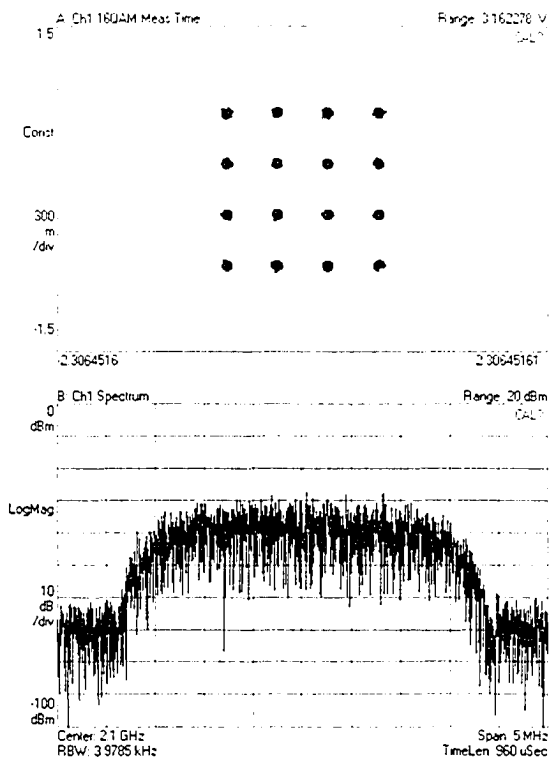 A: Ch1 16QAM Meas Time Range: 3.162278 V
1.5 CAL?
Const
300
m
/div
-1.5
-2.3064516 2.30645161
B: Ch1 Spectrum Range: 20 dBm
0 CAL?
dBm
LogMag
10
dB
/div
-100
dBm
Center: 2.1 GHz Span: 5 MHz
RBW: 3.9785 kHz TimeLen: 960 uSec